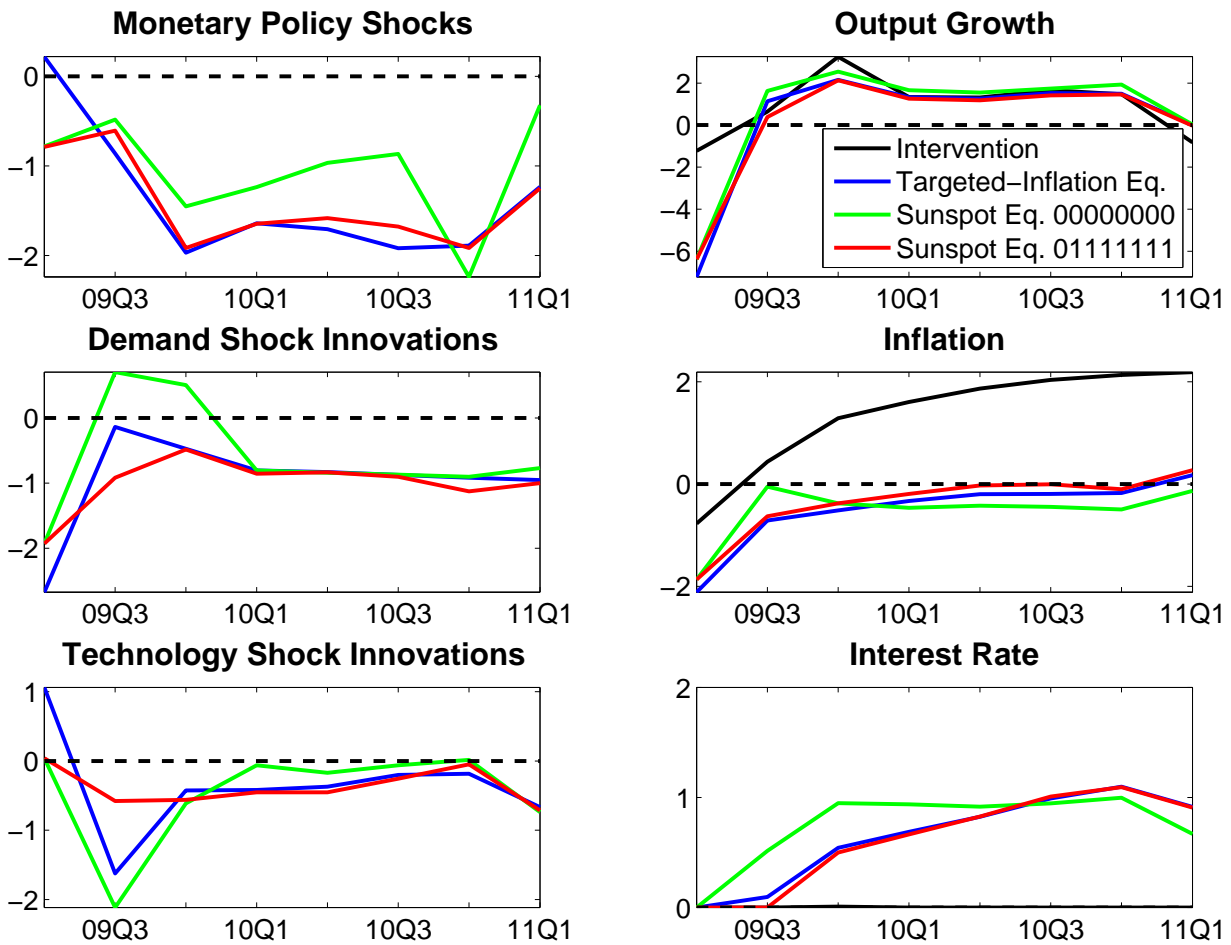 Monetary Policy Shocks
0
−1
−2
09Q3 10Q1 10Q3 11Q1
Output Growth
2
0
−2
−4
−6
Intervention
Targeted−Inflation Eq.
Sunspot Eq. 00000000
Sunspot Eq. 01111111
09Q3 10Q1 10Q3 11Q1
Demand Shock Innovations
0
−1
−2
09Q3 10Q1 10Q3 11Q1
Inflation
2
0
−2
09Q3 10Q1 10Q3 11Q1
Technology Shock Innovations
1
0
−1
−2
09Q3 10Q1 10Q3 11Q1
Interest Rate
2
1
0
09Q3 10Q1 10Q3 11Q1